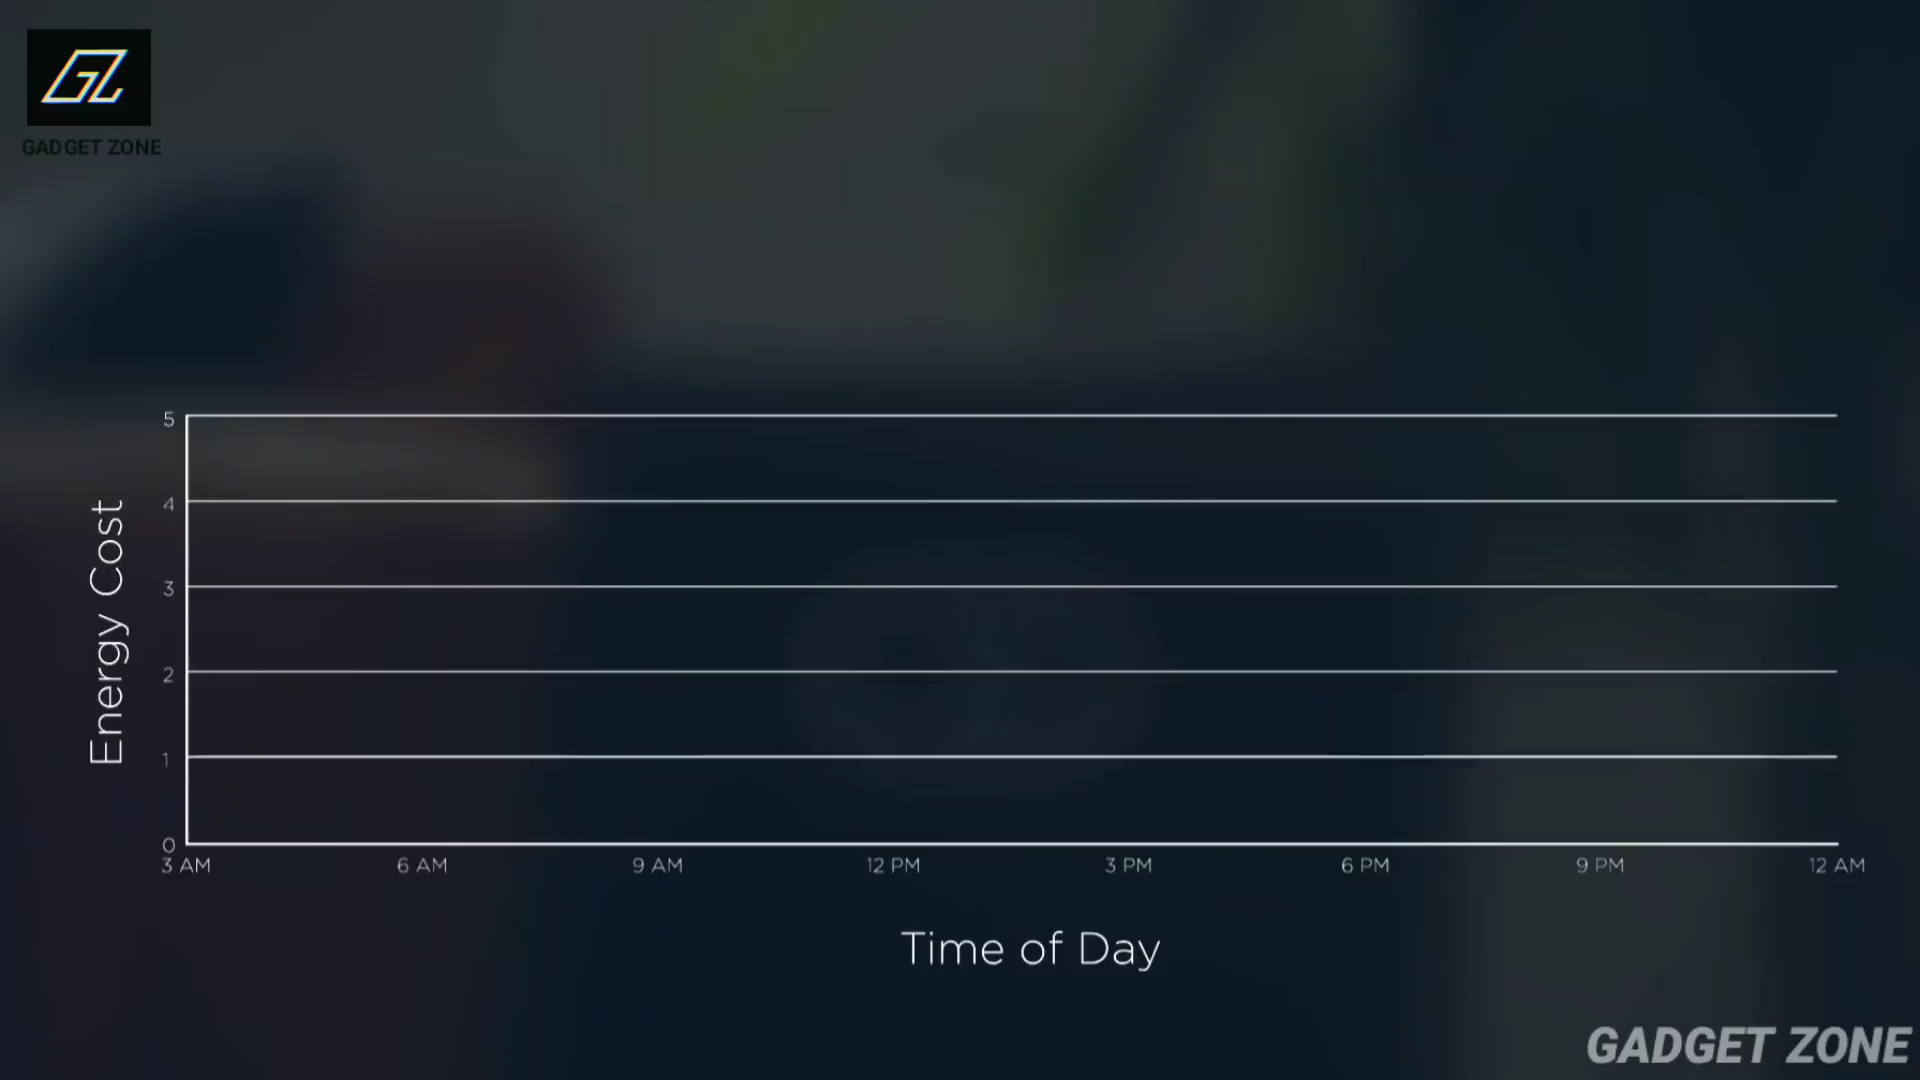 GZ
GADGET ZONE
5
4
3
2
1
0
Energy Cost
3 AM 6 AM 9 AM 12 PM 3 PM 6 PM 9 PM 12 AM
Time of Day
GADGET ZONE